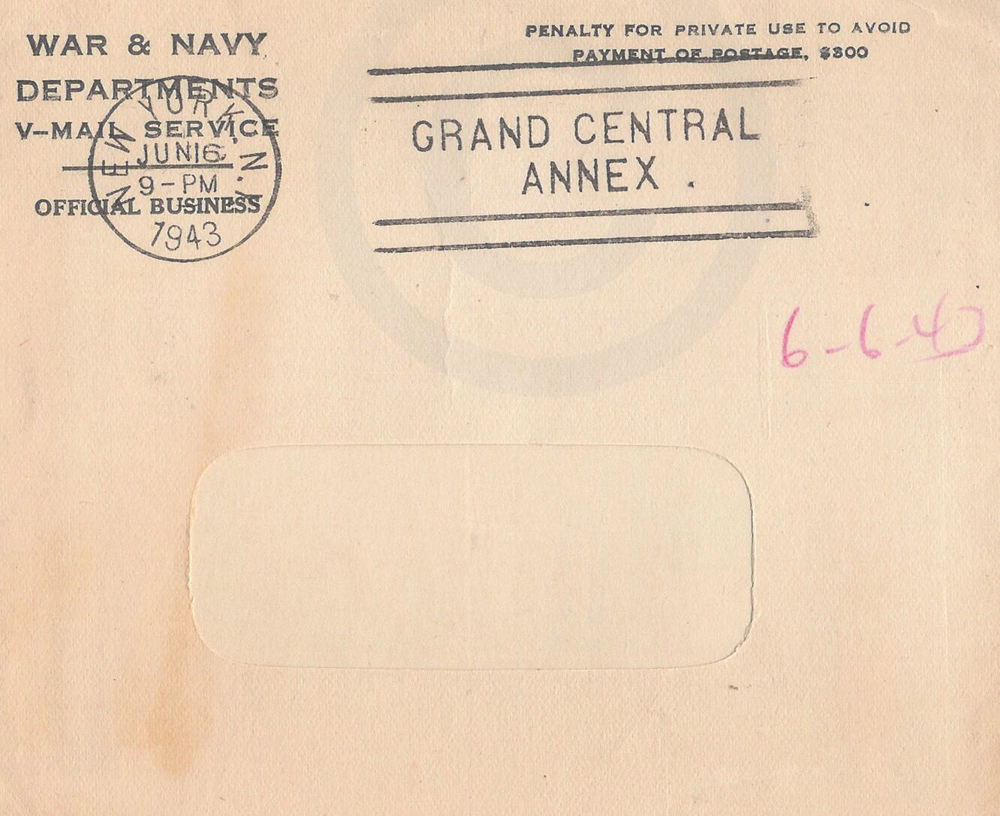 WAR & NAVY
DEPARTMENTS
V-MAIL SERVICE
OFFICIAL BUSINESS
NEW YORK, N.Y.
JUN 16
9-PM
1943
PENALTY FOR PRIVATE USE TO AVOID
PAYMENT OF POSTAGE, $300
GRAND CENTRAL
ANNEX.
6-6-43